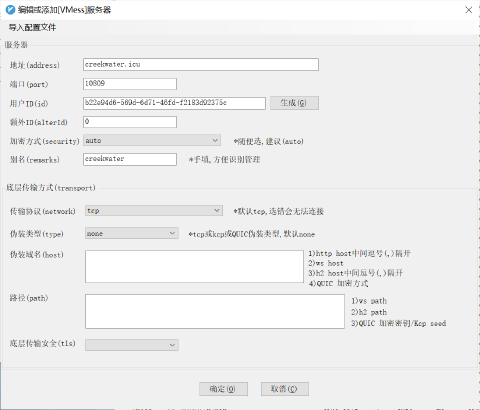 编辑或添加[VMess]服务器
导入配置文件
服务器
地址(address) creekwater.icu
端口(port) 10809
用户ID(id) b22e94d6-569d-6d71-46fd-f2183d92375c 生成(G)
额外ID(alterId) 0
加密方式(security) auto *随便选,建议(auto)
别名(remarks) creekwater *手填,方便识别管理
底层传输方式(transport)
传输协议(network) tcp *默认tcp,选错会无法连接
伪装类型(type) none *tcp或kcp或QUIC伪装类型,默认none
伪装域名(host) 1)http host中间逗号(,)隔开
2)ws host
3)h2 host中间逗号(,)隔开
4)QUIC 加密方式
路径(path) 1)ws path
2)h2 path
3)QUIC 加密密钥/Kcp seed
底层传输安全(tls)
确定(O) 取消(C)